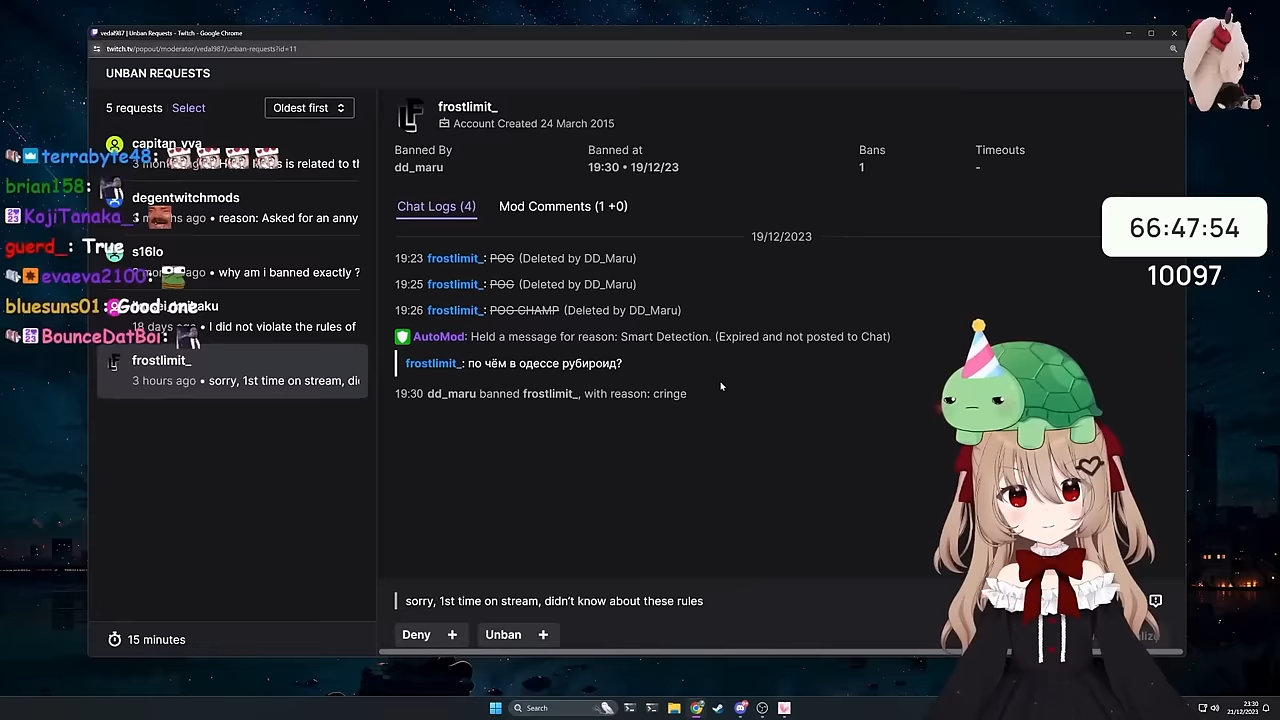 vedal987 | Unban Requests - Twitch - Google Chrome
twitch.tv/popout/moderator/vedal987/unban-requests?id=11
UNBAN REQUESTS
5 requests Select Oldest first
capitan_yva
is related to th
degentwitchmods
ago • reason: Asked for an anny
s16lo
ago • why am i banned exactly ?
18 days ago • I did not violate the rules of
frostlimit_
3 hours ago • sorry, 1st time on stream, di
15 minutes
terrabyte48:
brian158:
KojiTanaka_:
guerd_: True
evaeva2100:
bluesuns01: Good one
BounceDatBoi:
frostlimit_
Account Created 24 March 2015
Banned By Banned at Bans Timeouts
dd_maru 19:30 • 19/12/23 1 -
Chat Logs (4) Mod Comments (1 +0)
19/12/2023
19:23 frostlimit_: POG (Deleted by DD_Maru)
19:25 frostlimit_: POG (Deleted by DD_Maru)
19:26 frostlimit_: POG CHAMP (Deleted by DD_Maru)
AutoMod: Held a message for reason: Smart Detection. (Expired and not posted to Chat)
frostlimit_: по чём в одессе рубироид?
19:30 dd_maru banned frostlimit_, with reason: cringe
sorry, 1st time on stream, didn't know about these rules
Deny + Unban +
66:47:54
10097
Search
23:30
21/12/2023